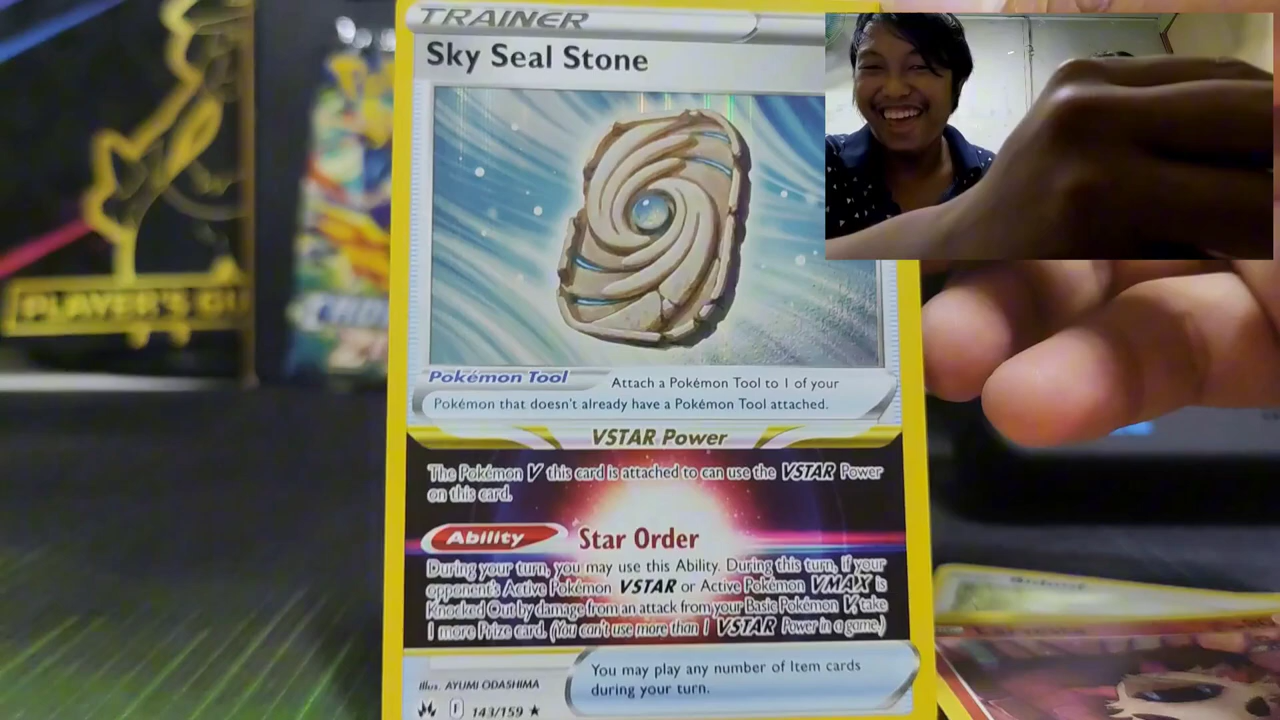 TRAINER
Sky Seal Stone
PLAYER'S GU
Pokémon Tool
Attach a Pokémon Tool to 1 of your
Pokémon that doesn't already have a Pokémon Tool attached.
VSTAR Power
The Pokémon V this card is attached to can use the VSTAR Power
on this card.
Ability Star Order
During your turn, you may use this Ability. During this turn, if your
opponent's Active Pokémon VSTAR or Active Pokémon VMAX is
Knocked Out by damage from an attack from your Basic Pokémon V, take
1 more Prize card. (You can't use more than 1 VSTAR Power in a game.)
You may play any number of Item cards
during your turn.
Illus. AYUMI ODASHIMA
I 143/159 ★